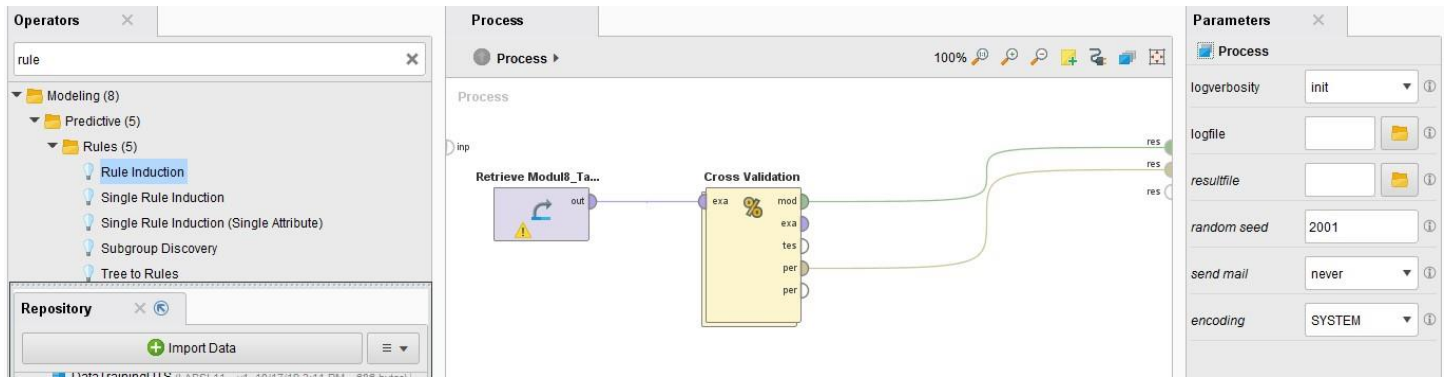 Operators
rule
Modeling (8)
Predictive (5)
Rules (5)
Rule Induction
Single Rule Induction
Single Rule Induction (Single Attribute)
Subgroup Discovery
Tree to Rules
Repository
Import Data
Process
Process
100%
Process
inp
Retrieve Modul8_Ta...
out
Cross Validation
exa
%
mod
exa
tes
per
per
res
res
res
Parameters
Process
logverbosity
init
logfile
resultfile
random seed
2001
send mail
never
encoding
SYSTEM